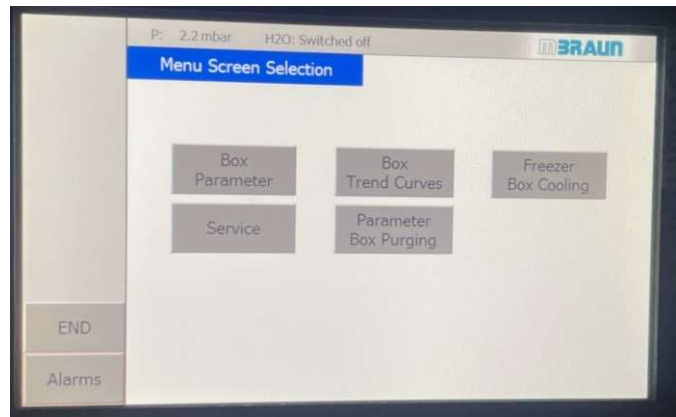 P: 2.2 mbar H2O: Switched off
mBRAUN
Menu Screen Selection
Box
Parameter
Box
Trend Curves
Freezer
Box Cooling
Service
Parameter
Box Purging
END
Alarms